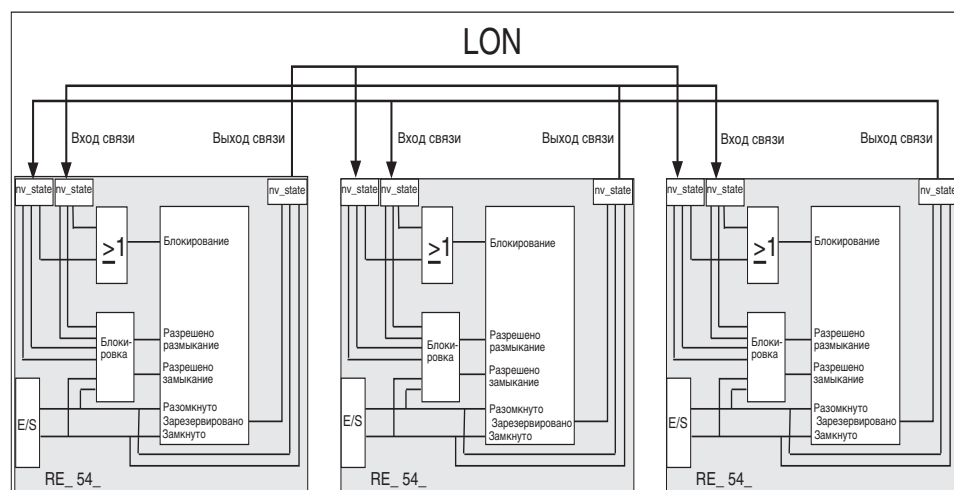 LON
Вход связи
Выход связи
Вход связи
Выход связи
Вход связи
Выход связи
nv_state
nv_state
nv_state
nv_state
nv_state
nv_state
nv_state
nv_state
nv_state
≥1
Блокирование
≥1
Блокирование
≥1
Блокирование
Блоки-
ровка
Разрешено
размыкание
Разрешено
замыкание
Блоки-
ровка
Разрешено
размыкание
Разрешено
замыкание
Блоки-
ровка
Разрешено
размыкание
Разрешено
замыкание
E/S
Разомкнуто
Зарезервировано
Замкнуто
E/S
Разомкнуто
Зарезервировано
Замкнуто
E/S
Разомкнуто
Зарезервировано
Замкнуто
RE_ 54_
RE_ 54_
RE_ 54_